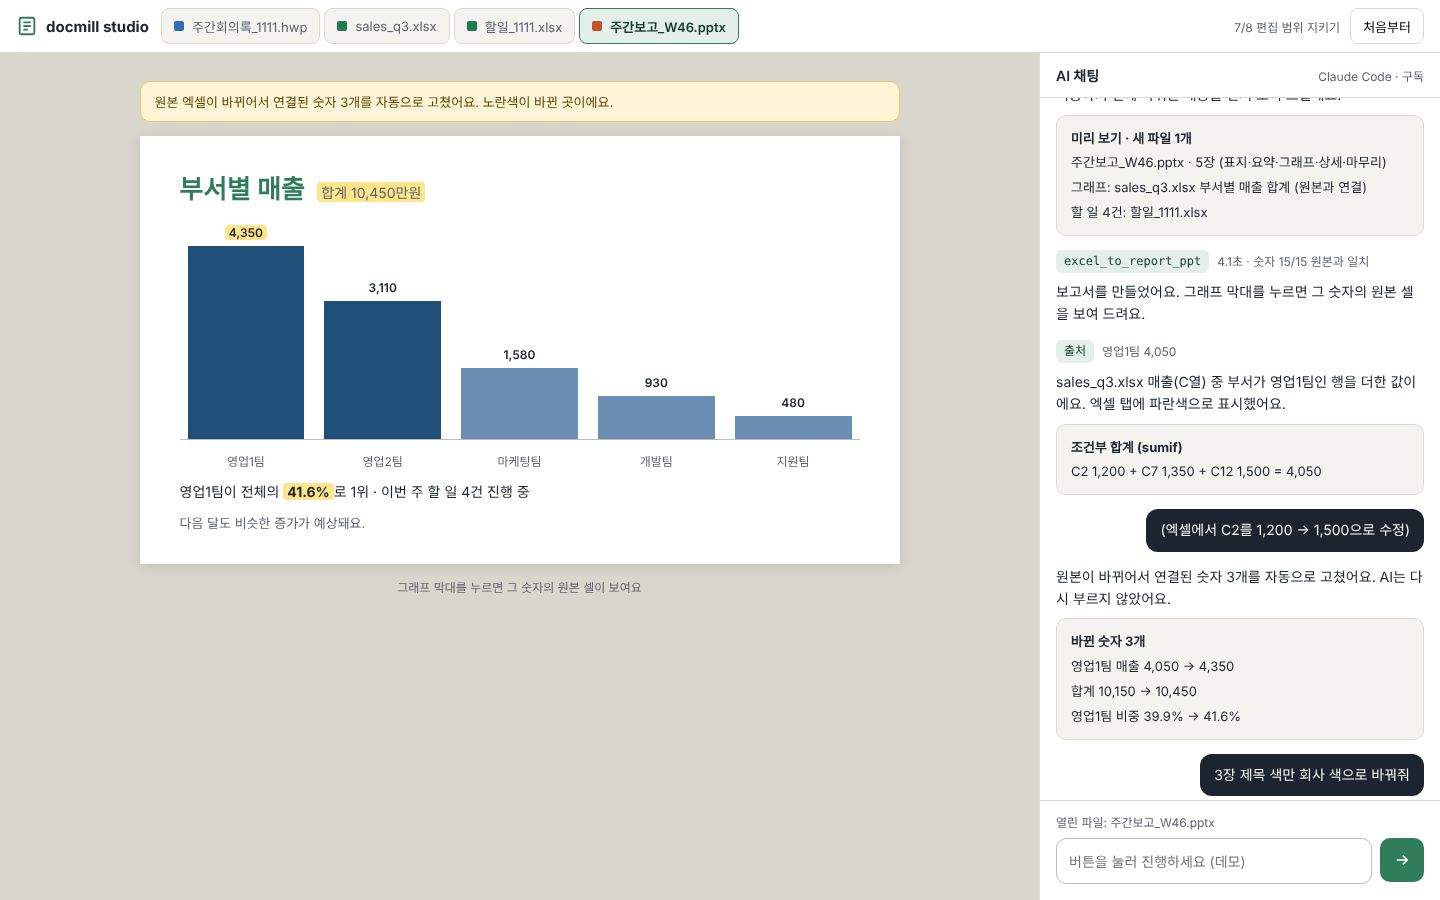 docmill studio
주간회의록_1111.hwp
sales_q3.xlsx
할일_1111.xlsx
주간보고_W46.pptx
7/8 편집 범위 지키기
처음부터
원본 엑셀이 바뀌어서 연결된 숫자 3개를 자동으로 고쳤어요. 노란색이 바뀐 곳이에요.
부서별 매출 합계 10,450만원
4,350
3,110
1,580
930
480
영업1팀
영업2팀
마케팅팀
개발팀
지원팀
영업1팀이 전체의 41.6%로 1위 · 이번 주 할 일 4건 진행 중
다음 달도 비슷한 증가가 예상돼요.
그래프 막대를 누르면 그 숫자의 원본 셀이 보여요
AI 채팅
Claude Code · 구독
미리 보기 · 새 파일 1개
주간보고_W46.pptx · 5장 (표지·요약·그래프·상세·마무리)
그래프: sales_q3.xlsx 부서별 매출 합계 (원본과 연결)
할 일 4건: 할일_1111.xlsx
excel_to_report_ppt 4.1초 · 숫자 15/15 원본과 일치
보고서를 만들었어요. 그래프 막대를 누르면 그 숫자의 원본 셀
을 보여 드려요.
출처 영업1팀 4,050
sales_q3.xlsx 매출(C열) 중 부서가 영업1팀인 행을 더한 값이
에요. 엑셀 탭에 파란색으로 표시했어요.
조건부 합계 (sumif)
C2 1,200 + C7 1,350 + C12 1,500 = 4,050
(엑셀에서 C2를 1,200 → 1,500으로 수정)
원본이 바뀌어서 연결된 숫자 3개를 자동으로 고쳤어요. AI는 다
시 부르지 않았어요.
바뀐 숫자 3개
영업1팀 매출 4,050 → 4,350
합계 10,150 → 10,450
영업1팀 비중 39.9% → 41.6%
3장 제목 색만 회사 색으로 바꿔줘
열린 파일: 주간보고_W46.pptx
버튼을 눌러 진행하세요 (데모)
→